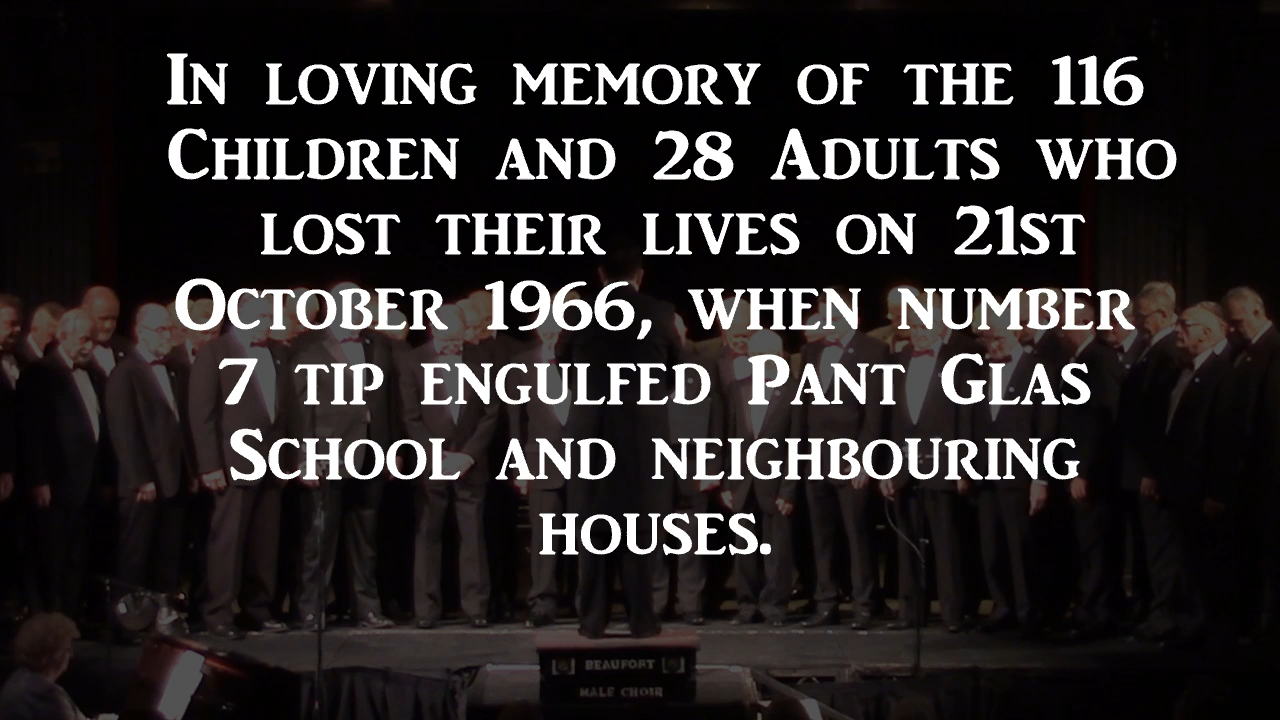 In loving memory of the 116
Children and 28 Adults who
lost their lives on 21st
October 1966, when number
7 tip engulfed Pant Glas
School and neighbouring
houses.
BEAUFORT
MALE CHOIR